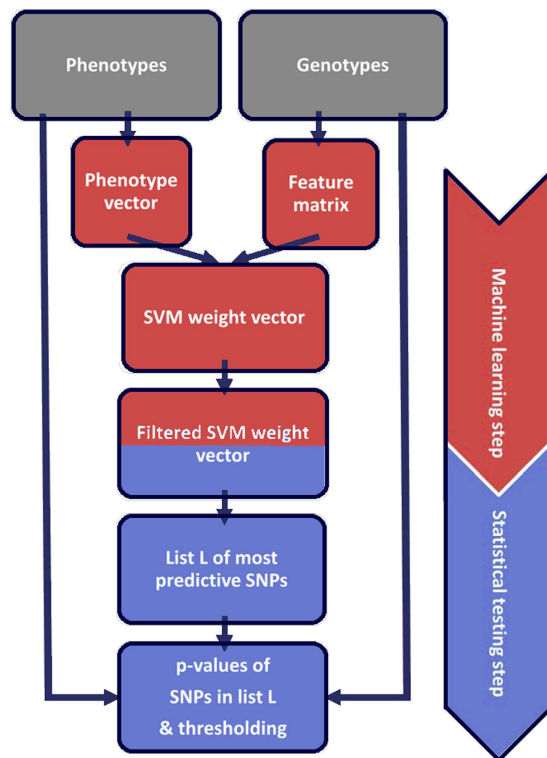 Phenotypes
Genotypes
Phenotype
vector
Feature
matrix
SVM weight vector
Filtered SVM weight
vector
List L of most
predictive SNPs
p-values of
SNPs in list L
& thresholding
Machine learning step
Statistical testing step